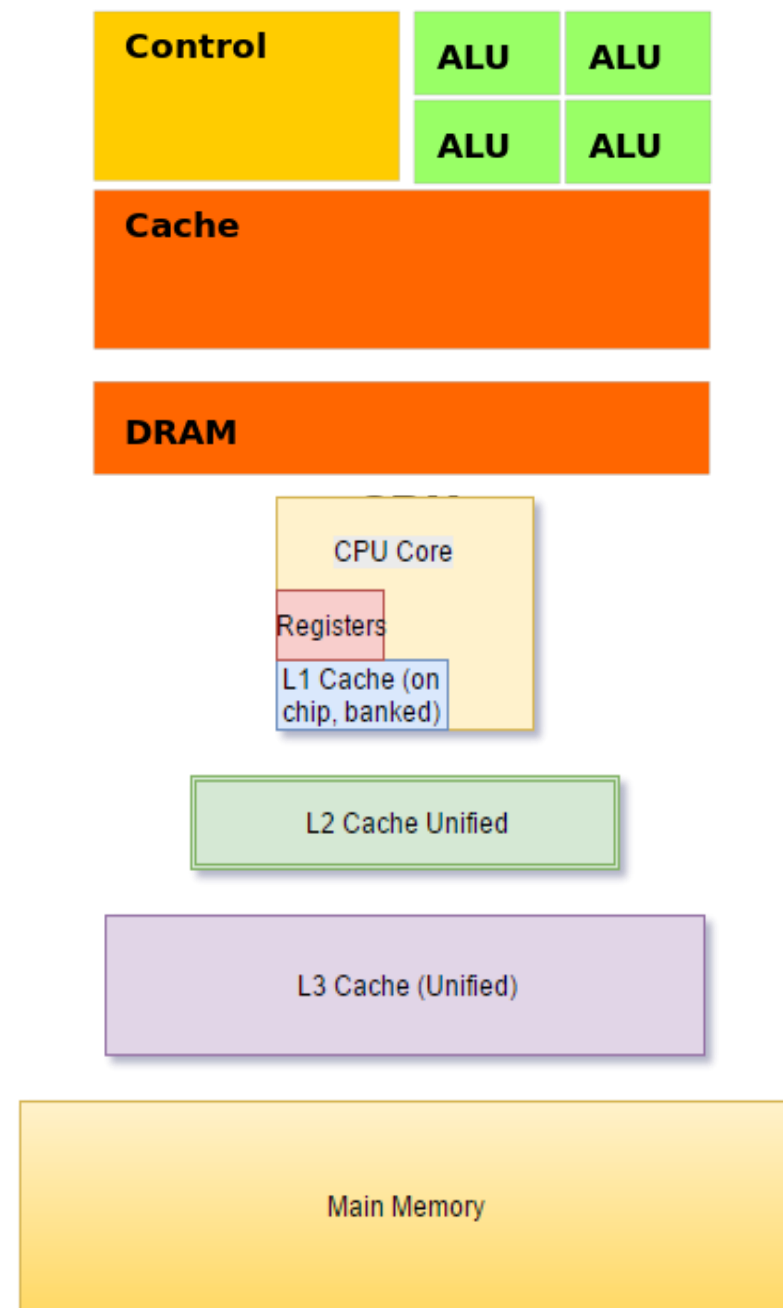 Control
ALU ALU
ALU ALU
Cache
DRAM
CPU Core
Registers
L1 Cache (on
chip, banked)
L2 Cache Unified
L3 Cache (Unified)
Main Memory